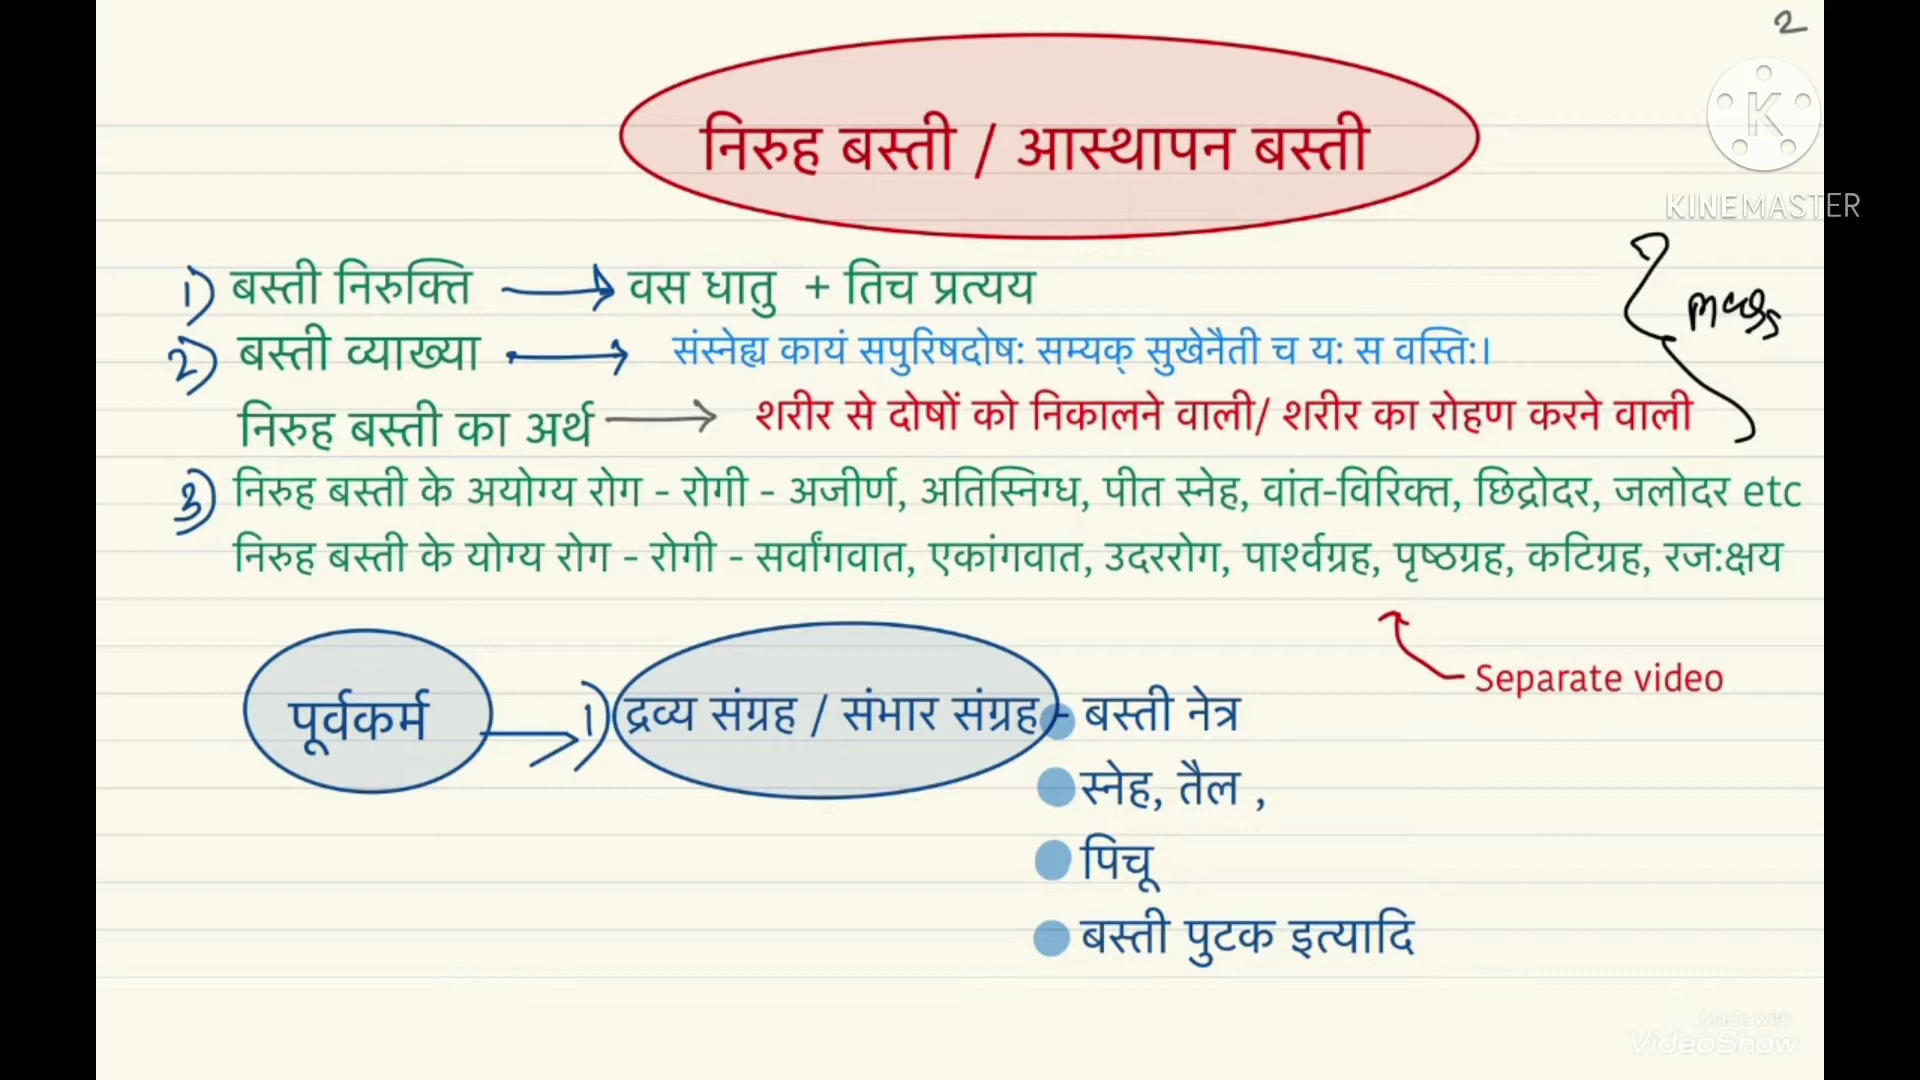 2
निरुह बस्ती / आस्थापन बस्ती
K
KINEMASTER
1) बस्ती निरुक्ति → वस धातु + तिच प्रत्यय
2) बस्ती व्याख्या → संस्नेह्य कायं सपुरिषदोष: सम्यक् सुखेनैती च य: स वस्ति:।
निरुह बस्ती का अर्थ → शरीर से दोषों को निकालने वाली/ शरीर का रोहण करने वाली
3) निरुह बस्ती के अयोग्य रोग - रोगी - अजीर्ण, अतिस्निग्ध, पीत स्नेह, वांत-विरिक्त, छिद्रोदर, जलोदर etc
निरुह बस्ती के योग्य रोग - रोगी - सर्वांगवात, एकांगवात, उदररोग, पार्श्वग्रह, पृष्ठग्रह, कटिग्रह, रज:क्षय
Separate video
पूर्वकर्म → 1) द्रव्य संग्रह / संभार संग्रह - बस्ती नेत्र
स्नेह, तैल ,
पिचू
बस्ती पुटक इत्यादि
Made with
VideoShow